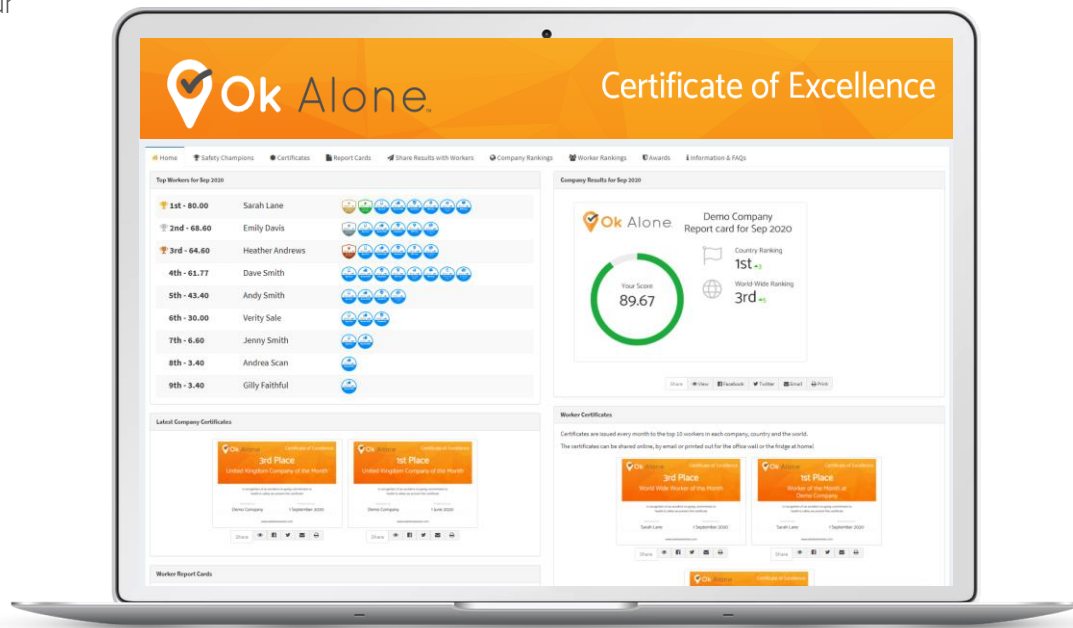 ur
Ok Alone™
Certificate of Excellence
Home Safety Champions Certificates Report Cards Share Results with Workers Company Rankings Worker Rankings Awards Information & FAQs
Top Workers for Sep 2020
1st - 80.00 Sarah Lane
2nd - 68.60 Emily Davis
3rd - 64.60 Heather Andrews
4th - 61.77 Dave Smith
5th - 43.40 Andy Smith
6th - 30.00 Verity Sale
7th - 6.60 Jenny Smith
8th - 3.40 Andrea Scan
9th - 3.40 Gilly Faithful
Company Results for Sep 2020
Ok Alone
Demo Company
Report card for Sep 2020
Your Score
89.67
Country Ranking
1st 3
World-Wide Ranking
3rd
Share View Facebook Twitter Email Print
Latest Company Certificates
Ok Alone Certificate of Excellence
3rd Place
United Kingdom Company of the Month
Demo Company 1 September 2020
Share
Ok Alone Certificate of Excellence
1st Place
United Kingdom Company of the Month
Demo Company 1 June 2020
Share
Worker Report Cards
Worker Certificates
Certificates are issued every month to the top 10 workers in each company, country and the world.
The certificates can be shared online, by email or printed out for the office wall or the fridge at home!
Ok Alone Certificate of Excellence
3rd Place
World Wide Worker of the Month
Sarah Lane 1 September 2020
Share
Ok Alone Certificate of Excellence
1st Place
Worker of the Month at
Demo Company
Sarah Lane 1 September 2020
Share
Ok Alone Certificate of Excellence